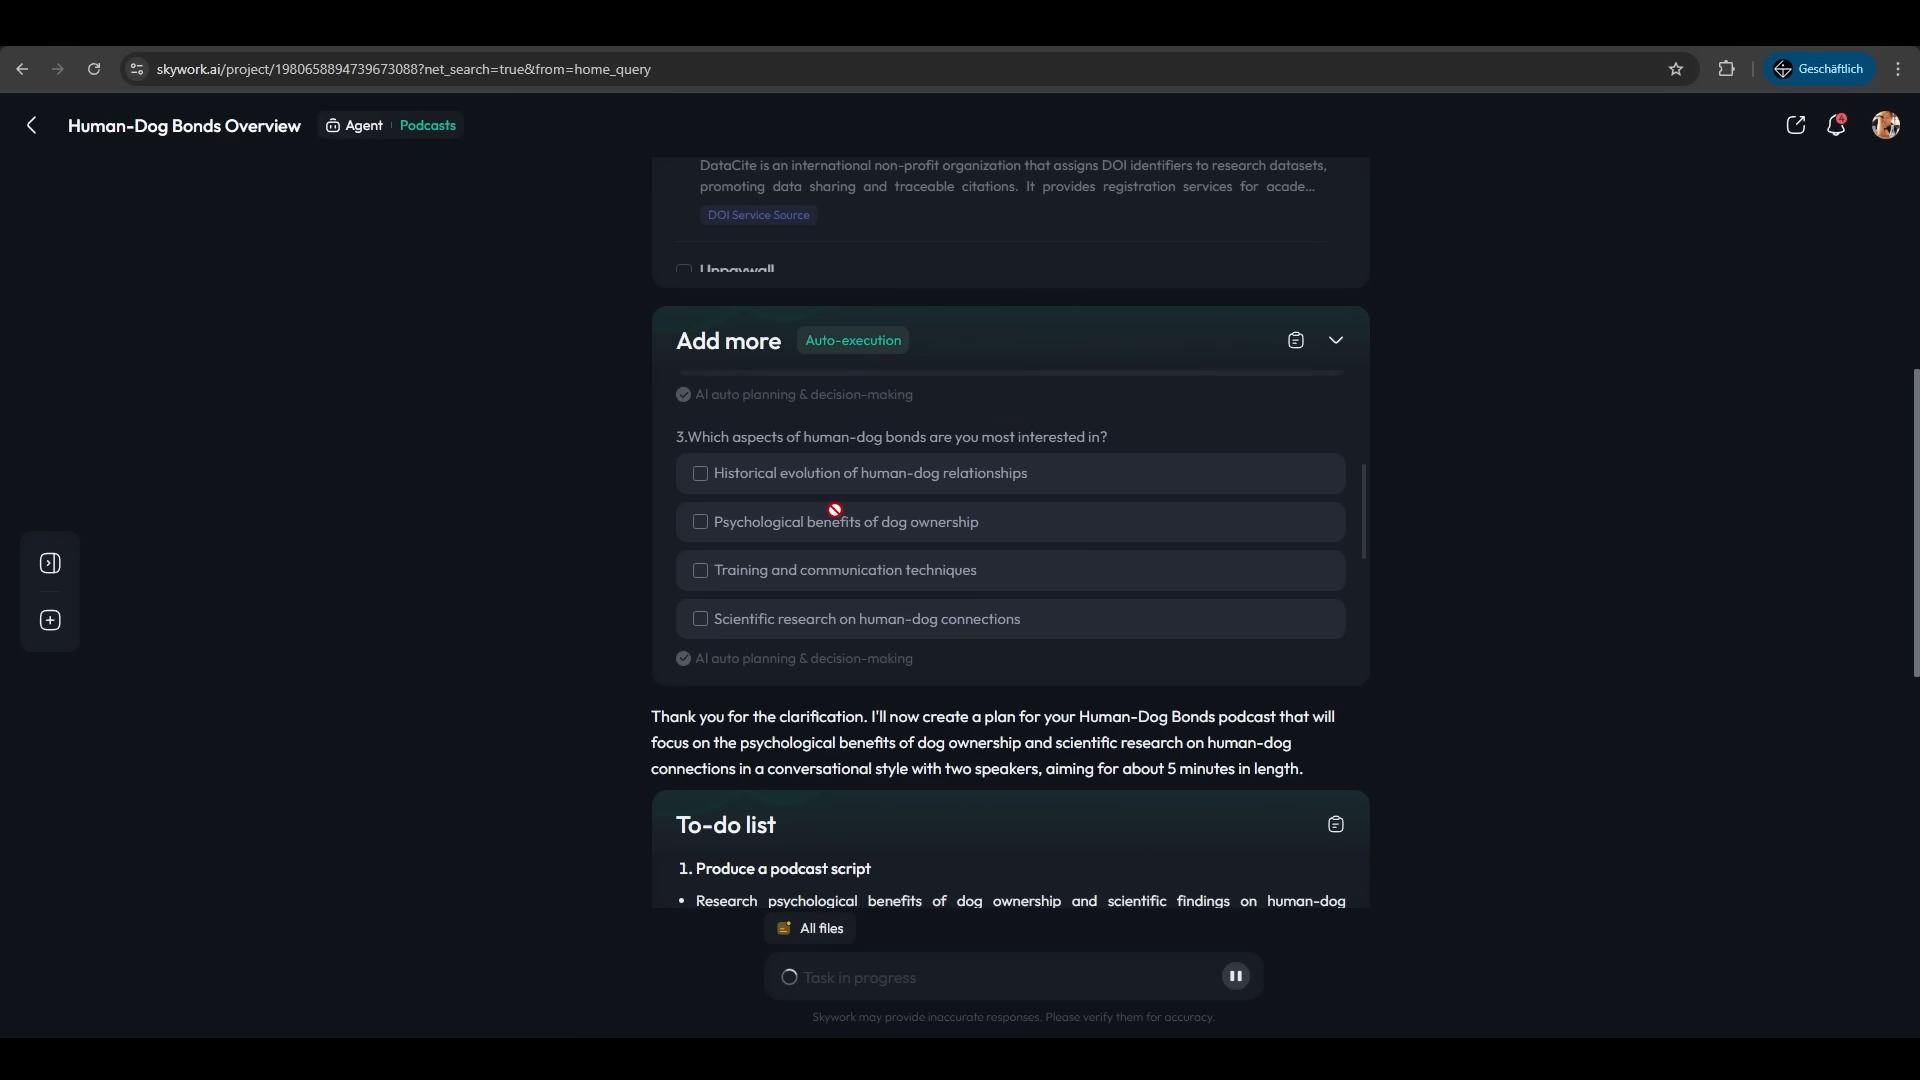 skywork.ai/project/1980658894739673088?net_search=true&from=home_query
Geschäftlich
Human-Dog Bonds Overview
Agent
Podcasts
4
DataCite is an international non-profit organization that assigns DOI identifiers to research datasets,
promoting data sharing and traceable citations. It provides registration services for acade...
DOI Service Source
Unpaywall
Add more
Auto-execution
AI auto planning & decision-making
3.Which aspects of human-dog bonds are you most interested in?
Historical evolution of human-dog relationships
Psychological benefits of dog ownership
Training and communication techniques
Scientific research on human-dog connections
AI auto planning & decision-making
Thank you for the clarification. I'll now create a plan for your Human-Dog Bonds podcast that will
focus on the psychological benefits of dog ownership and scientific research on human-dog
connections in a conversational style with two speakers, aiming for about 5 minutes in length.
To-do list
1. Produce a podcast script
• Research psychological benefits of dog ownership and scientific findings on human-dog
All files
Task in progress
Skywork may provide inaccurate responses. Please verify them for accuracy.